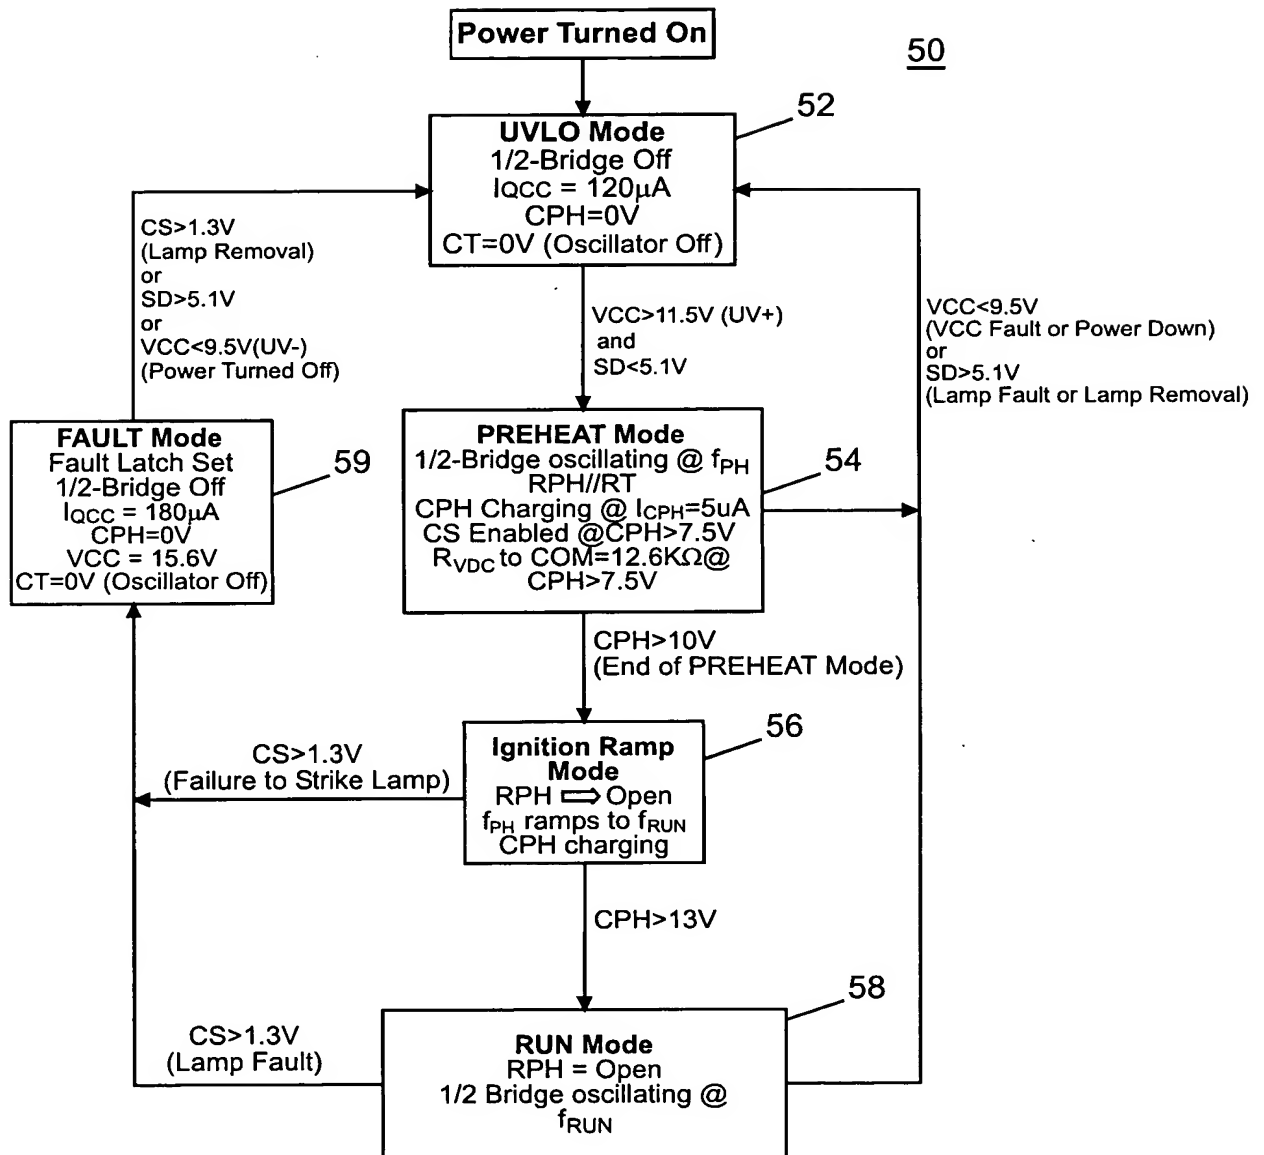 Power Turned On
50
52
UVLO Mode
1/2-Bridge Off
IQCC = 120µA
CPH=0V
CT=0V (Oscillator Off)
CS>1.3V
(Lamp Removal)
or
SD>5.1V
or
VCC<9.5V(UV-)
(Power Turned Off)
VCC>11.5V (UV+)
and
SD<5.1V
VCC<9.5V
(VCC Fault or Power Down)
or
SD>5.1V
(Lamp Fault or Lamp Removal)
FAULT Mode
Fault Latch Set
1/2-Bridge Off
IQCC = 180µA
CPH=0V
VCC = 15.6V
CT=0V (Oscillator Off)
59
PREHEAT Mode
1/2-Bridge oscillating @ fPH
RPH//RT
CPH Charging @ ICPH=5uA
CS Enabled @CPH>7.5V
RVDC to COM=12.6KΩ@
CPH>7.5V
54
CPH>10V
(End of PREHEAT Mode)
56
Ignition Ramp
Mode
RPH ⇒ Open
fPH ramps to fRUN
CPH charging
CS>1.3V
(Failure to Strike Lamp)
CPH>13V
58
CS>1.3V
(Lamp Fault)
RUN Mode
RPH = Open
1/2 Bridge oscillating @
fRUN